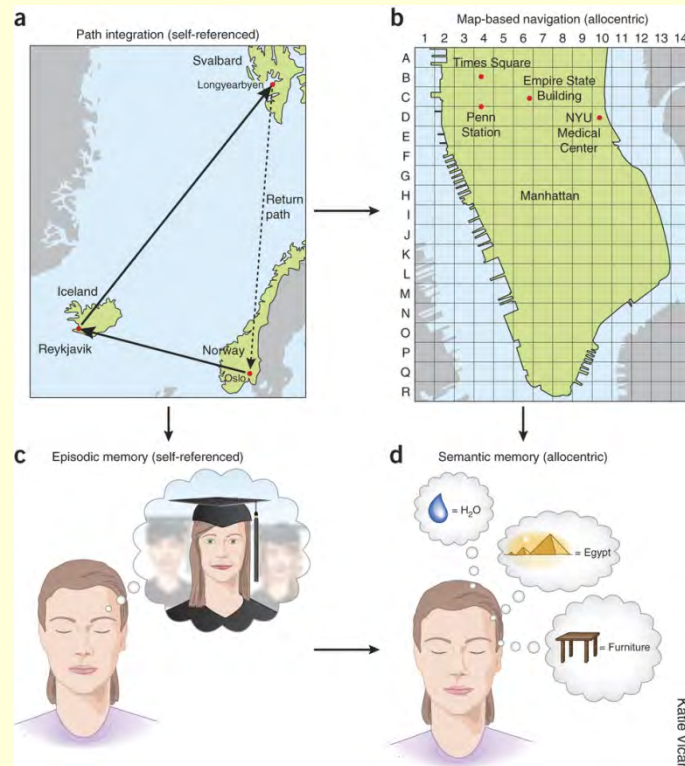 a
Path integration (self-referenced)
Svalbard
Longyearbyen
Return
path
Iceland
Reykjavik
Norway
Oslo
b
Map-based navigation (allocentric)
1 2 3 4 5 6 7 8 9 10 11 12 13 14
A
B
C
D
E
F
G
H
I
J
K
L
M
N
O
P
Q
R
Times Square
Empire State
Building
Penn
Station
NYU
Medical
Center
Manhattan
c
Episodic memory (self-referenced)
d
Semantic memory (allocentric)
= H₂O
= Egypt
= Furniture